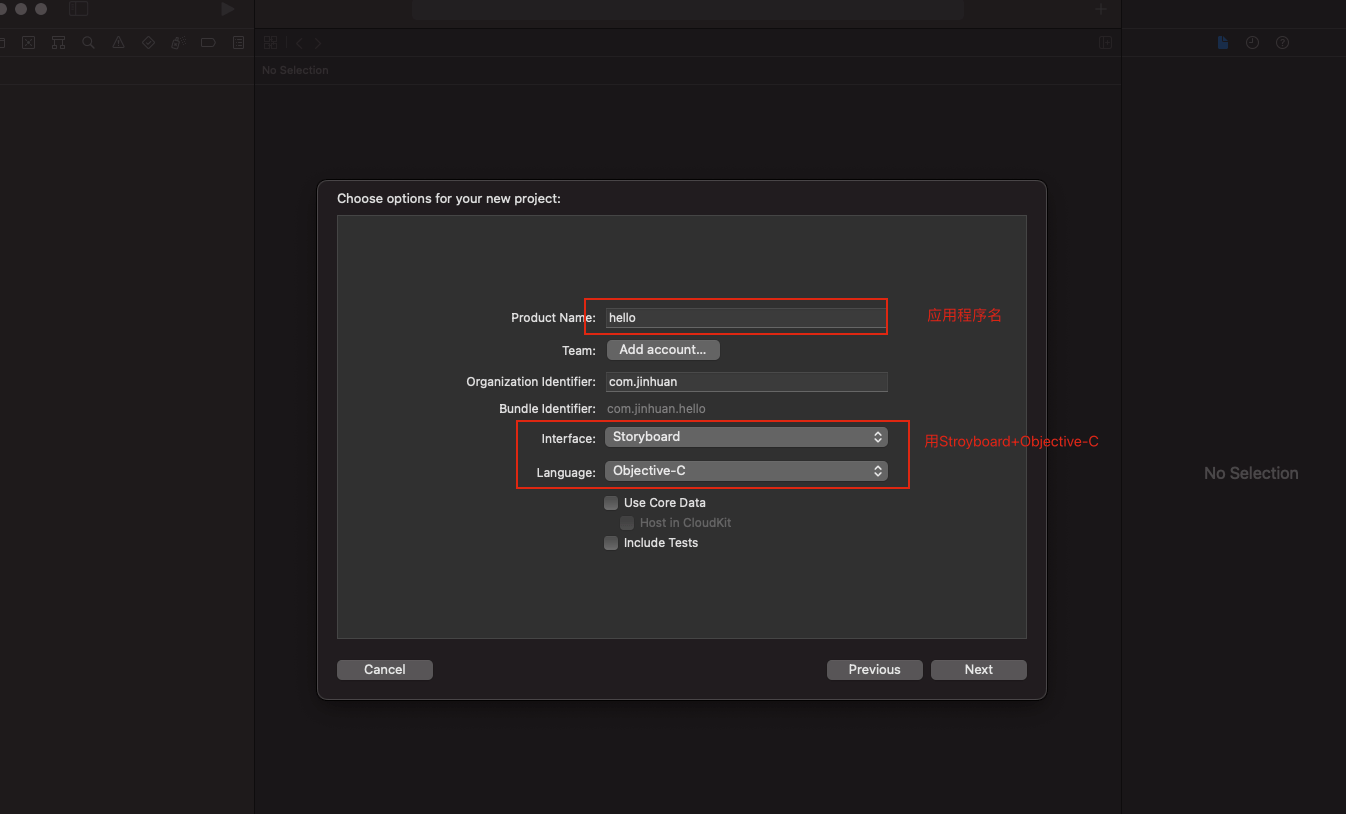 No Selection
Choose options for your new project:
Product Name: hello
应用程序名
Team: Add account...
Organization Identifier: com.jinhuan
Bundle Identifier: com.jinhuan.hello
Interface: Storyboard
用Stroyboard+Objective-C
Language: Objective-C
No Selection
Use Core Data
Host in CloudKit
Include Tests
Cancel Previous Next